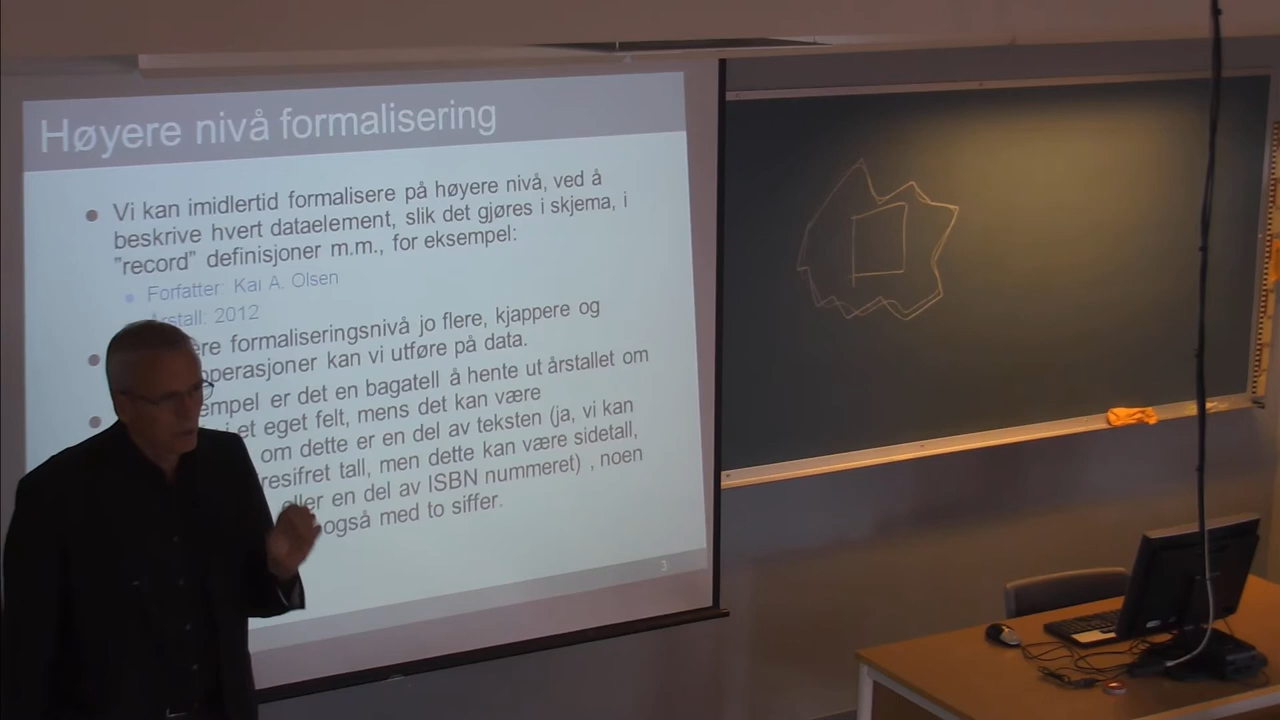 Høyere nivå formalisering
Vi kan imidlertid formalisere på høyere nivå, ved å
beskrive hvert dataelement, slik det gjøres i skjema, i
"record" definisjoner m.m., for eksempel:
Forfatter: Kai A. Olsen
Årstall: 2012
formaliseringsnivå jo flere, kjappere og
operasjoner kan vi utføre på data.
er det en bagatell å hente ut årstallet om
i et eget felt, mens det kan være
om dette er en del av teksten (ja, vi kan
tall, men dette kan være sidetall,
eller en del av ISBN nummeret) , noen
også med to siffer.
3